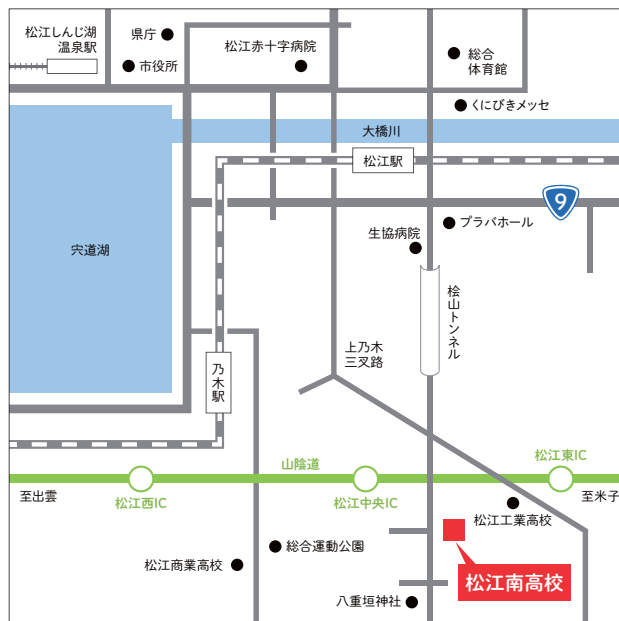 松江しんじ湖
温泉駅
県庁
市役所
松江赤十字病院
総合
体育館
くにびきメッセ
大橋川
松江駅
9
プラバホール
生協病院
宍道湖
桧山トンネル
上乃木
三叉路
乃木駅
山陰道
松江東IC
至出雲
松江西IC
松江中央IC
至米子
松江工業高校
総合運動公園
松江商業高校
松江南高校
八重垣神社